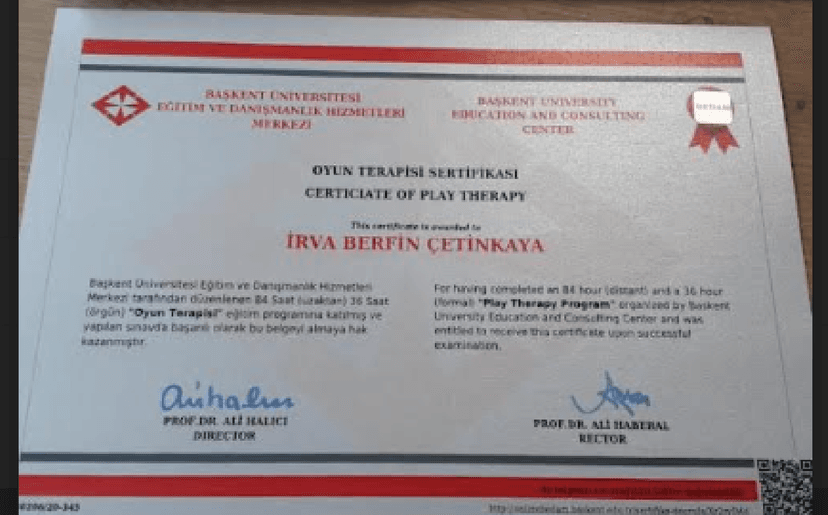 BAŞKENT ÜNİVERSİTESİ
EĞİTİM VE DANIŞMANLIK HİZMETLERİ
MERKEZİ
BAŞKENT UNIVERSITY
EDUCATION AND CONSULTING
CENTER
OYUN TERAPİSİ SERTİFİKASI
CERTICIATE OF PLAY THERAPY
This certificate is awarded to
İRVA BERFİN ÇETİNKAYA
Başkent Üniversitesi Eğitim ve Danışmanlık Hizmetleri
Merkezi tarafından düzenlenen 84 Saat (uzaktan) 36 Saat
(örgün) "Oyun Terapisi" eğitim programına katılmış ve
yapılan sınavda başarılı olarak bu belgeyi almaya hak
kazanmıştır.
For having completed an 84 hour (distant) and a 36 hour
(formal) "Play Therapy Program" organized by Başkent
University Education and Consulting Center and was
entitled to receive this certificate upon successful
examination.
PROF.DR. ALİ HALICI
DIRECTOR
PROF.DR. ALİ HABERAL
RECTOR